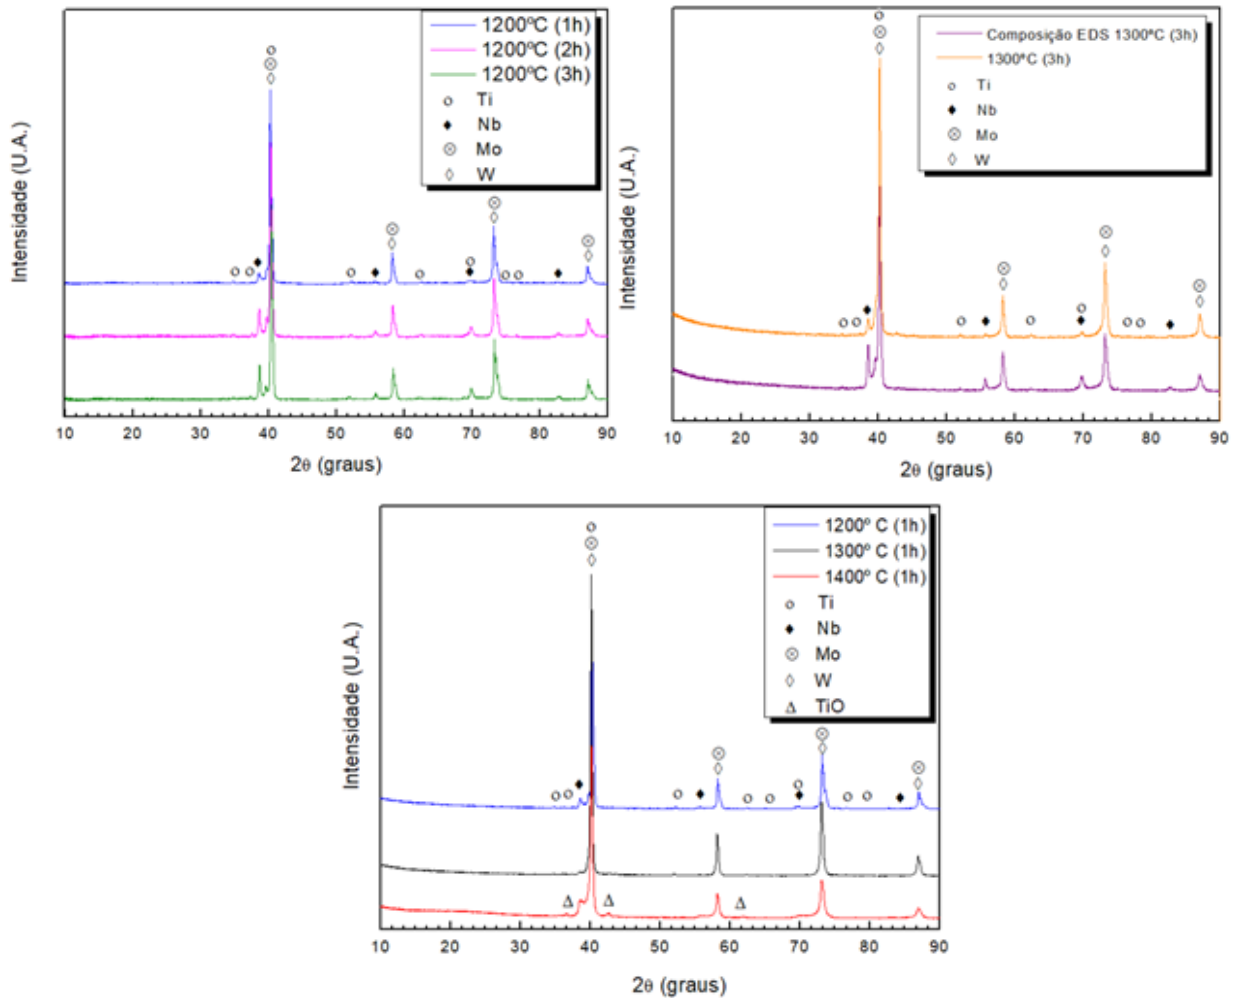 1200ºC (1h)
1200ºC (2h)
1200ºC (3h)
Ti
Nb
Mo
W
Intensidade (U.A.)
10 20 30 40 50 60 70 80 90
2θ (graus)
Composição EDS 1300ºC (3h)
1300ºC (3h)
Ti
Nb
Mo
W
Intensidade (U.A.)
10 20 30 40 50 60 70 80 90
2θ (graus)
1200º C (1h)
1300º C (1h)
1400º C (1h)
Ti
Nb
Mo
W
TiO
Intensidade (U.A.)
10 20 30 40 50 60 70 80 90
2θ (graus)